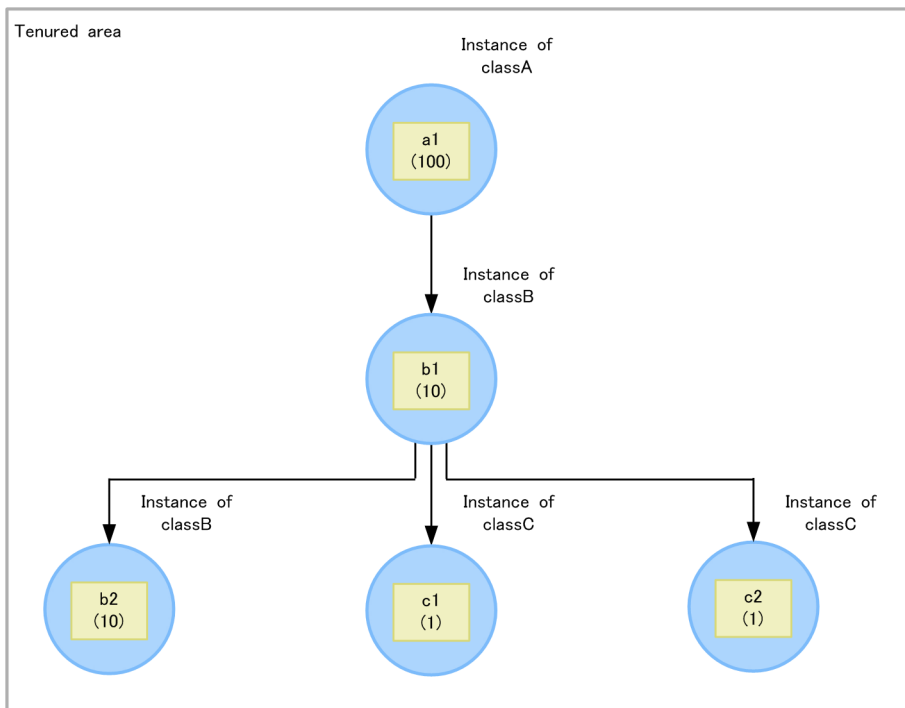 Tenured area
Instance of
classA
a1
(100)
Instance of
classB
b1
(10)
Instance of
classB
Instance of
classC
Instance of
classC
b2
(10)
c1
(1)
c2
(1)